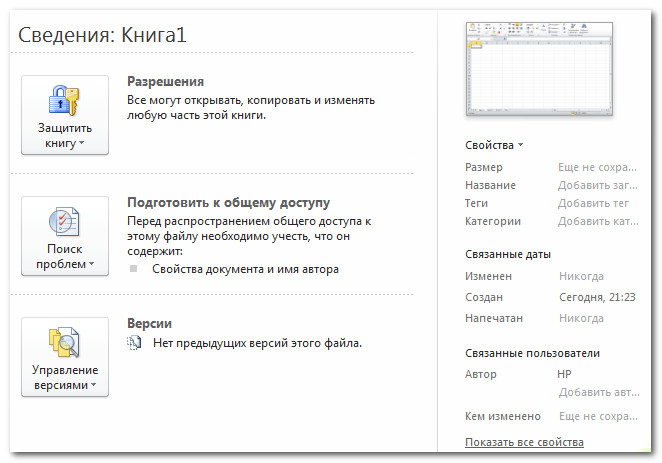 Сведения: Книга1
Защитить
книгу
Разрешения
Все могут открывать, копировать и изменять
любую часть этой книги.
Поиск
проблем
Подготовить к общему доступу
Перед распространением общего доступа к
этому файлу необходимо учесть, что он
содержит:
Свойства документа и имя автора
Управление
версиями
Версии
Нет предыдущих версий этого файла.
Свойства
Размер Еще не сохра...
Название Добавить заг...
Теги Добавить тег
Категории Добавить кат...
Связанные даты
Изменен Никогда
Создан Сегодня, 21:23
Напечатан Никогда
Связанные пользователи
Автор HP
Добавить авт...
Кем изменено Еще не сохра...
Показать все свойства